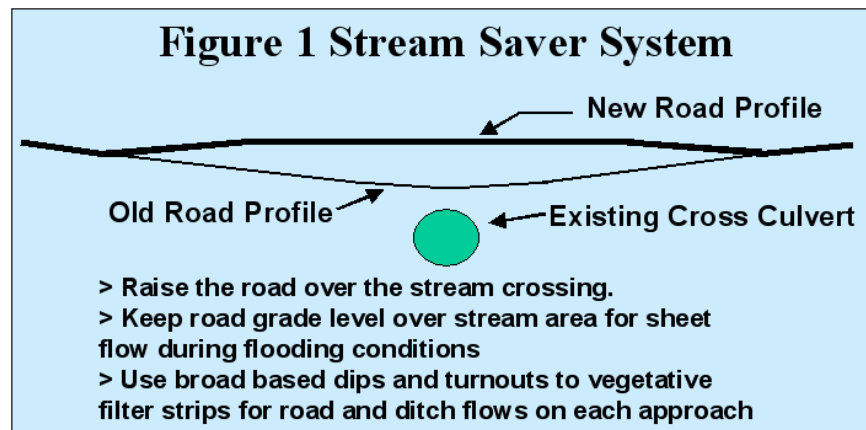 Figure 1 Stream Saver System
New Road Profile
Old Road Profile
Existing Cross Culvert
> Raise the road over the stream crossing.
> Keep road grade level over stream area for sheet
flow during flooding conditions
> Use broad based dips and turnouts to vegetative
filter strips for road and ditch flows on each approach